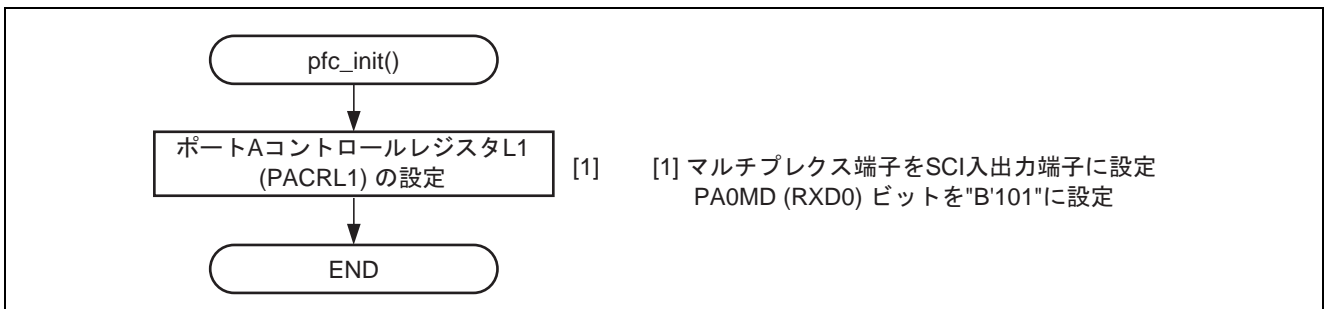 pfc_init()
ポートAコントロールレジスタL1
(PACRL1) の設定
[1]
[1] マルチプレクス端子をSCI入出力端子に設定
PA0MD (RXD0) ビットを"B'101"に設定
END